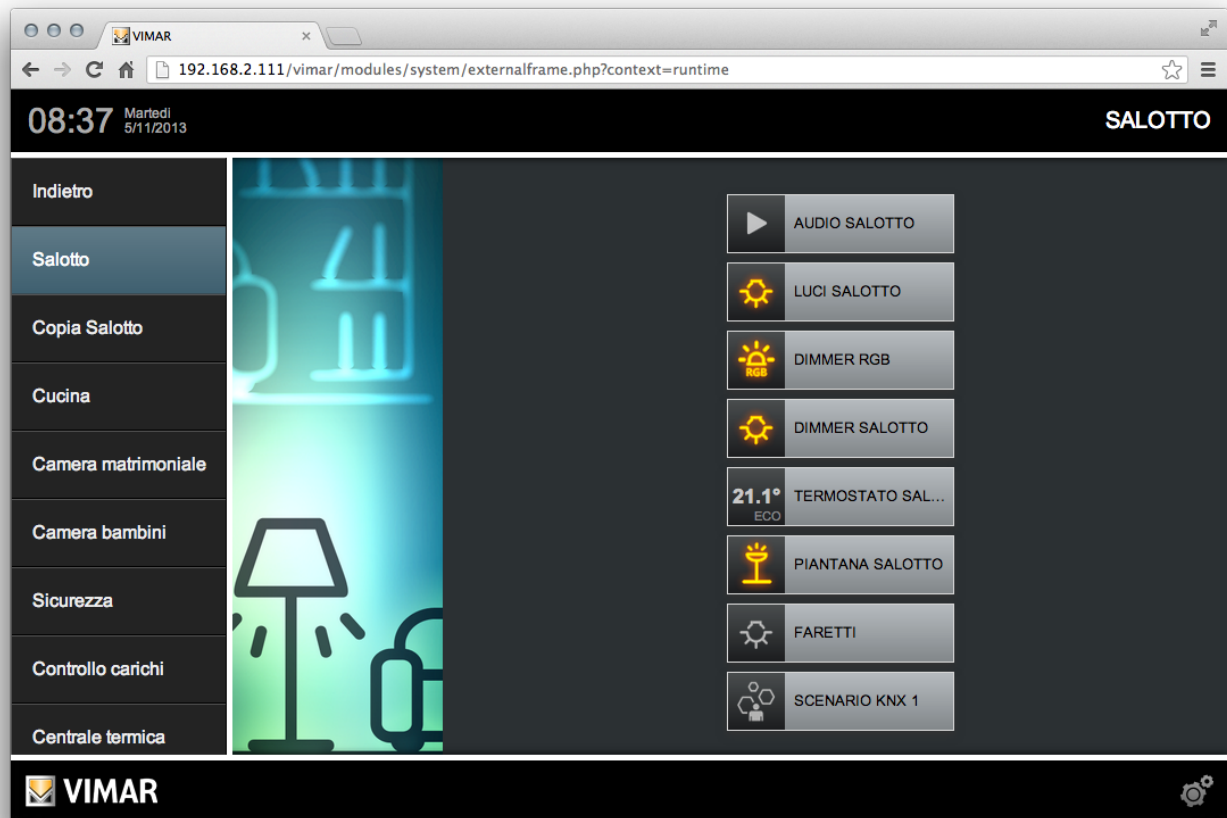 VIMAR
192.168.2.111/vimar/modules/system/externalframe.php?context=runtime
08:37
Martedi
5/11/2013
SALOTTO
Indietro
Salotto
Copia Salotto
Cucina
Camera matrimoniale
Camera bambini
Sicurezza
Controllo carichi
Centrale termica
AUDIO SALOTTO
LUCI SALOTTO
RGB DIMMER RGB
DIMMER SALOTTO
21.1° TERMOSTATO SAL...
ECO
PIANTANA SALOTTO
FARETTI
SCENARIO KNX 1
VIMAR